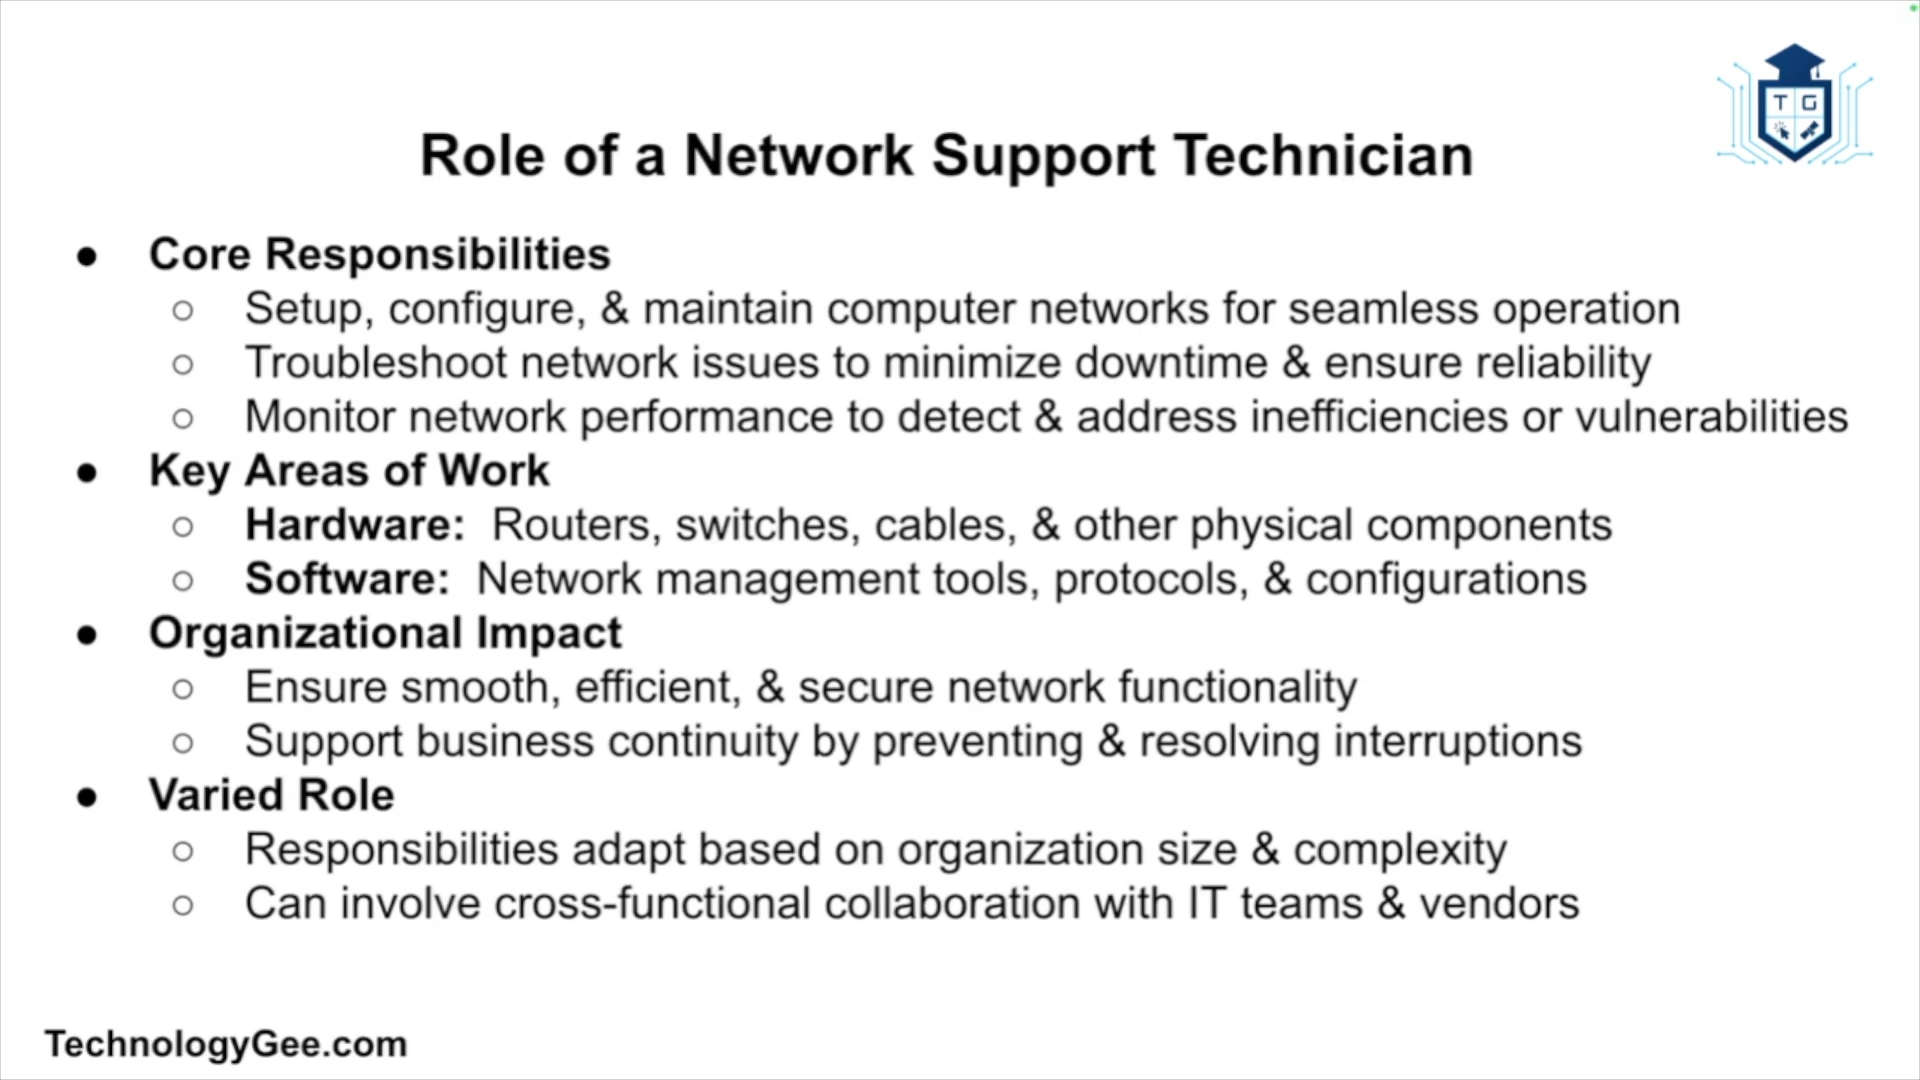 T G
Role of a Network Support Technician
● Core Responsibilities
○ Setup, configure, & maintain computer networks for seamless operation
○ Troubleshoot network issues to minimize downtime & ensure reliability
○ Monitor network performance to detect & address inefficiencies or vulnerabilities
● Key Areas of Work
○ Hardware: Routers, switches, cables, & other physical components
○ Software: Network management tools, protocols, & configurations
● Organizational Impact
○ Ensure smooth, efficient, & secure network functionality
○ Support business continuity by preventing & resolving interruptions
● Varied Role
○ Responsibilities adapt based on organization size & complexity
○ Can involve cross-functional collaboration with IT teams & vendors
TechnologyGee.com